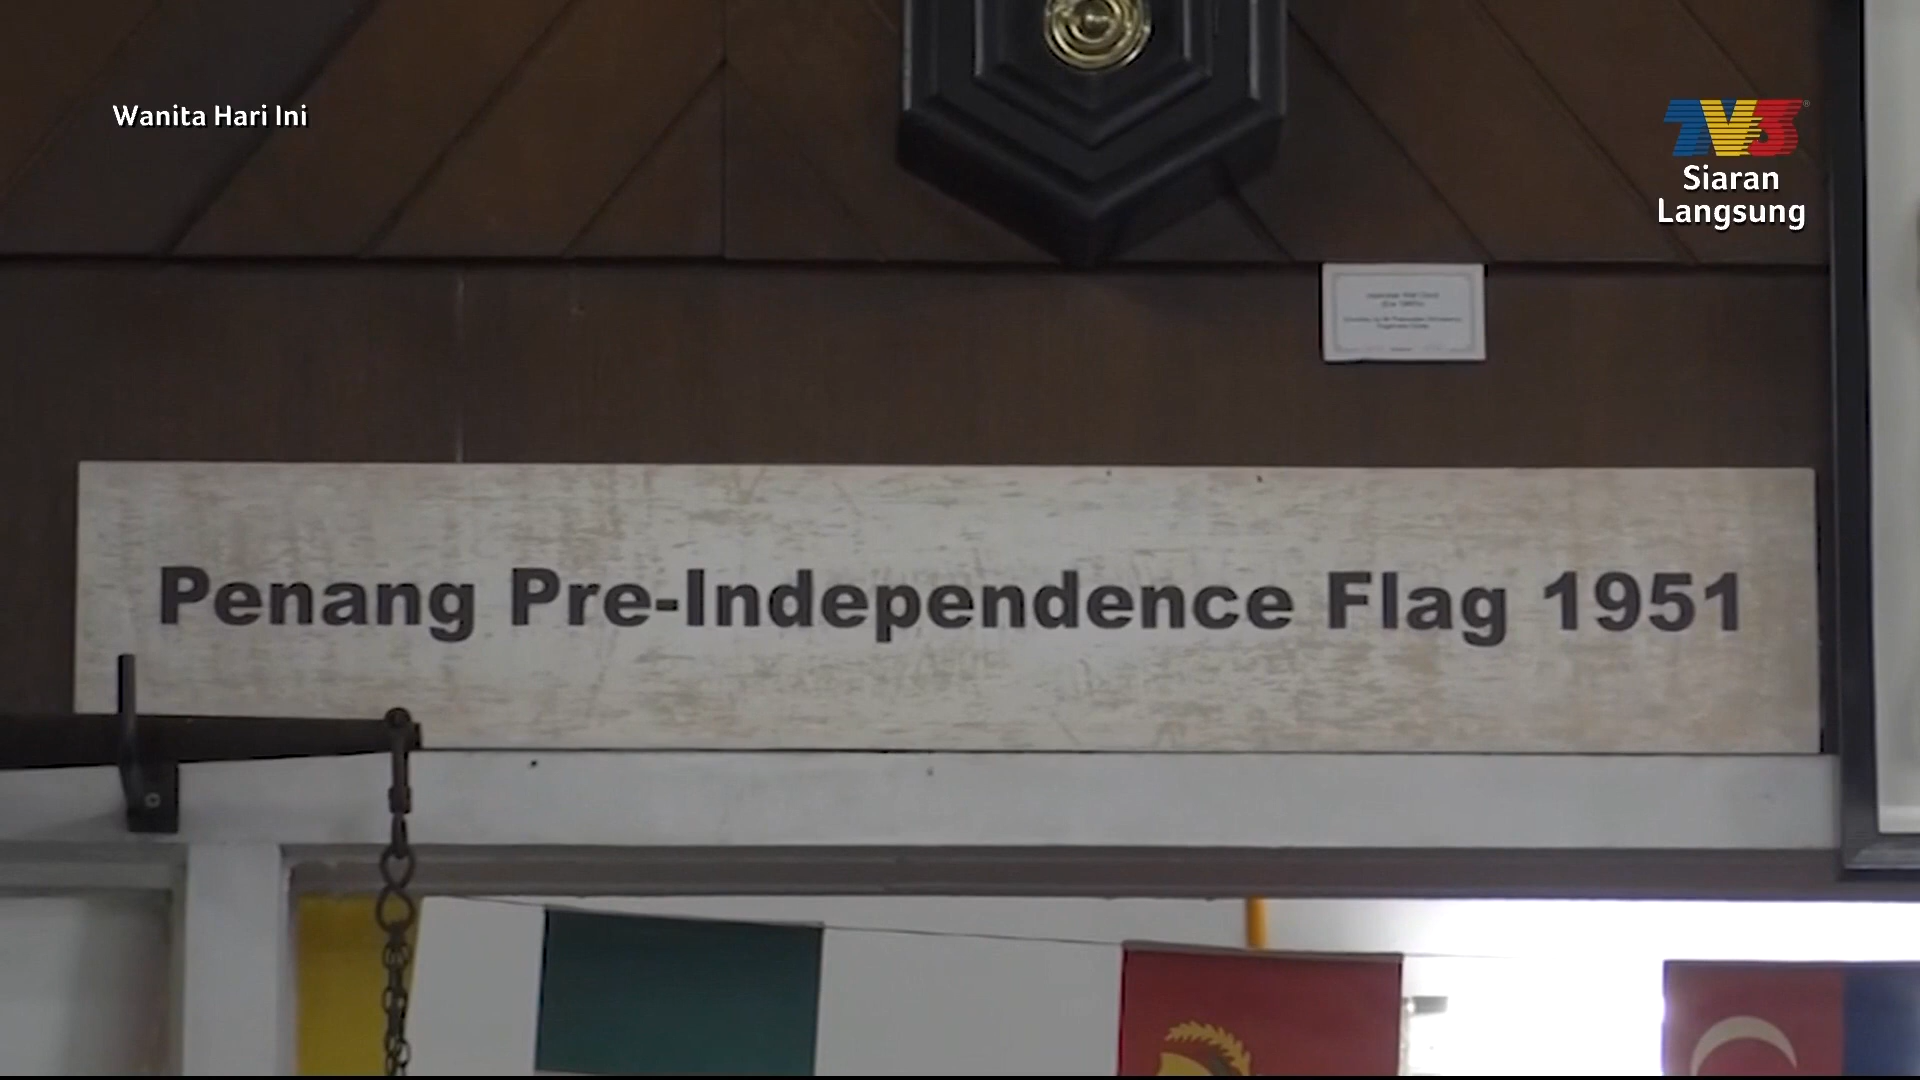 Wanita Hari Ini
TV3
Siaran
Langsung
Penang Pre-Independence Flag 1951